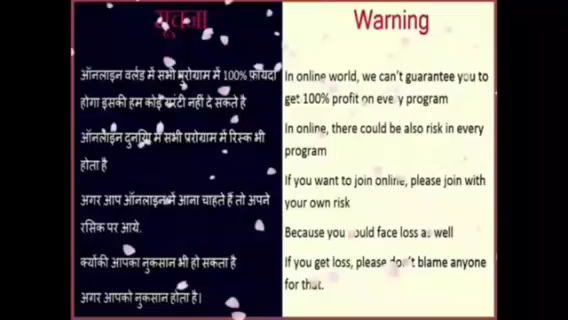 सूचना
ऑनलाइन वर्लड में सभी प्रोग्राम में 100% फ़ायदा
होगा इसकी हम कोई गरंटी नहीं दे सकते है
ऑनलाइन दुनिया में सभी प्रोग्राम में रिस्क भी
होता है
अगर आप ऑनलाइन में आना चाहते हैं तो अपने
रसिक पर आये.
क्योंकी आपका नुकसान भी हो सकता है
अगर आपको नुकसान होता है।
Warning
In online world, we can't guarantee you to
get 100% profit on every program
In online, there could be also risk in every
program
If you want to join online, please join with
your own risk
Because you could face loss as well
If you get loss, please don't blame anyone
for that.